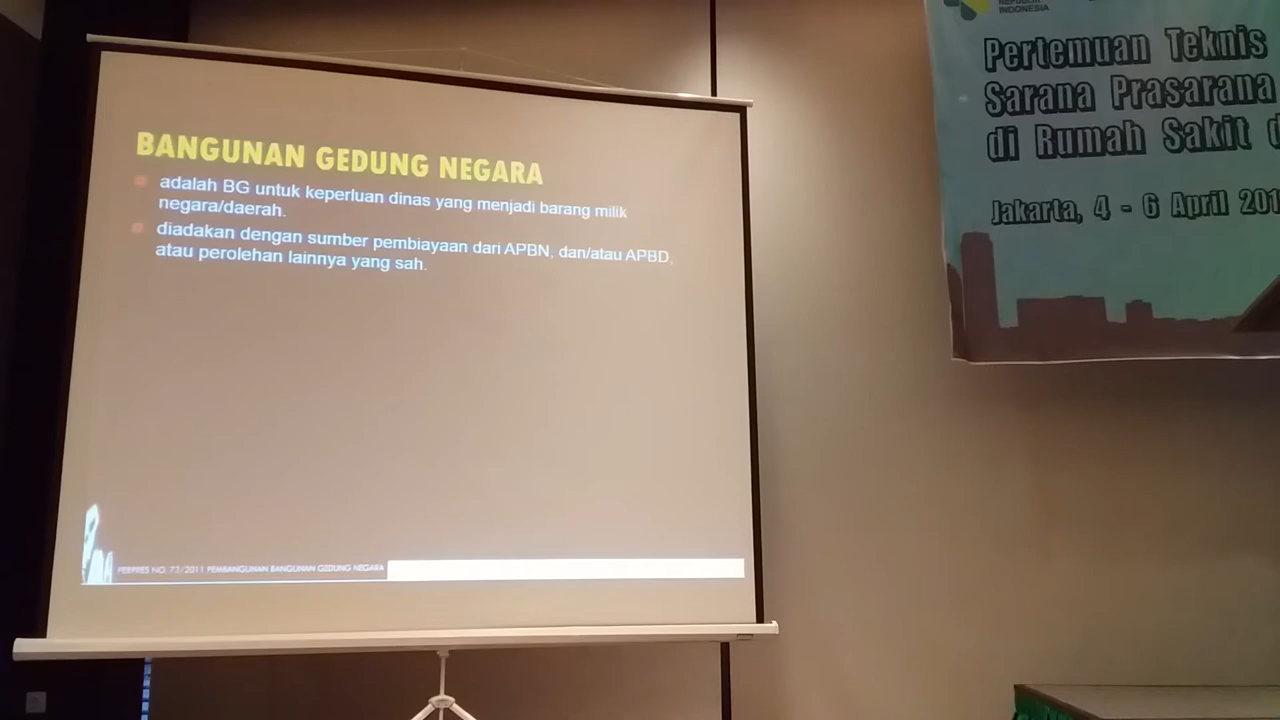 BANGUNAN GEDUNG NEGARA
adalah BG untuk keperluan dinas yang menjadi barang milik
negara/daerah.
diadakan dengan sumber pembiayaan dari APBN, dan/atau APBD,
atau perolehan lainnya yang sah.
PERPRES NO. 73/2011 PEMBANGUNAN BANGUNAN GEDUNG NEGARA
INDONESIA
Pertemuan Teknis
Sarana Prasarana
di Rumah Sakit d
Jakarta, 4 - 6 April 201